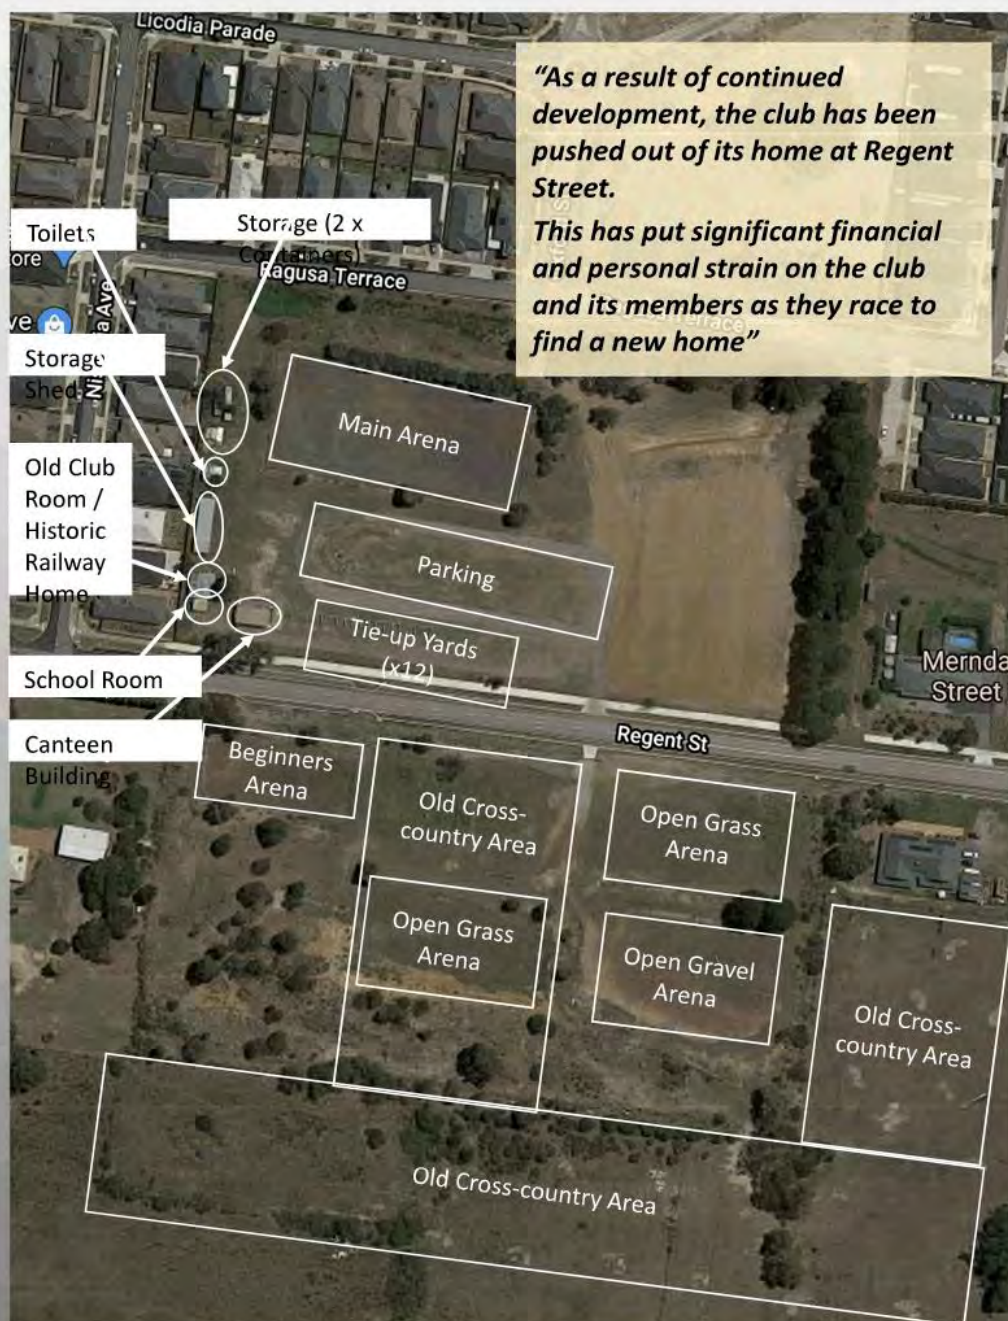 Licodia Parade
“As a result of continued
development, the club has been
pushed out of its home at Regent
Street.
This has put significant financial
and personal strain on the club
and its members as they race to
find a new home”
Toilets
Storage (2 x
Containers)
Ragusa Terrace
Storage
Shed
Main Arena
Old Club
Room /
Historic
Railway
Home
Parking
Tie-up Yards
(x12)
School Room
Mernda
Street
Canteen
Building
Regent St
Beginners
Arena
Old Cross-
country Area
Open Grass
Arena
Open Grass
Arena
Open Gravel
Arena
Old Cross-
country Area
Old Cross-country Area